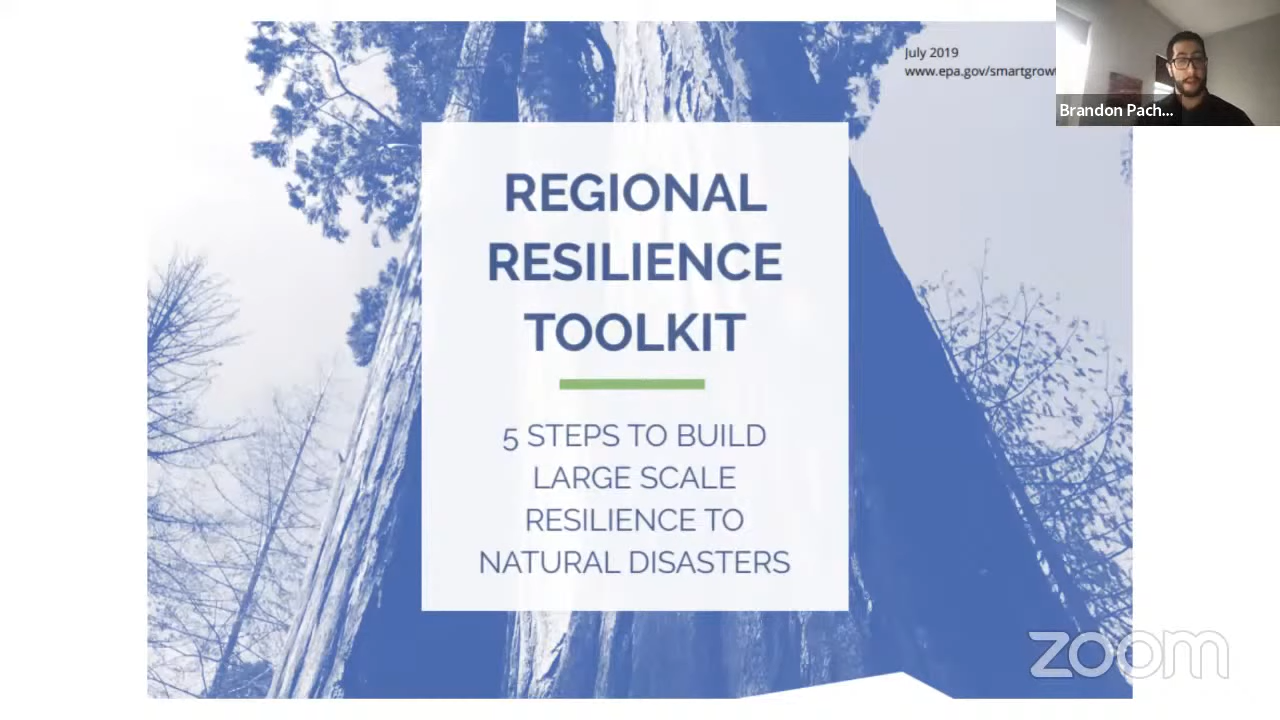 July 2019
www.epa.gov/smartgrowt
Brandon Pach...
REGIONAL
RESILIENCE
TOOLKIT
5 STEPS TO BUILD
LARGE SCALE
RESILIENCE TO
NATURAL DISASTERS
zoom